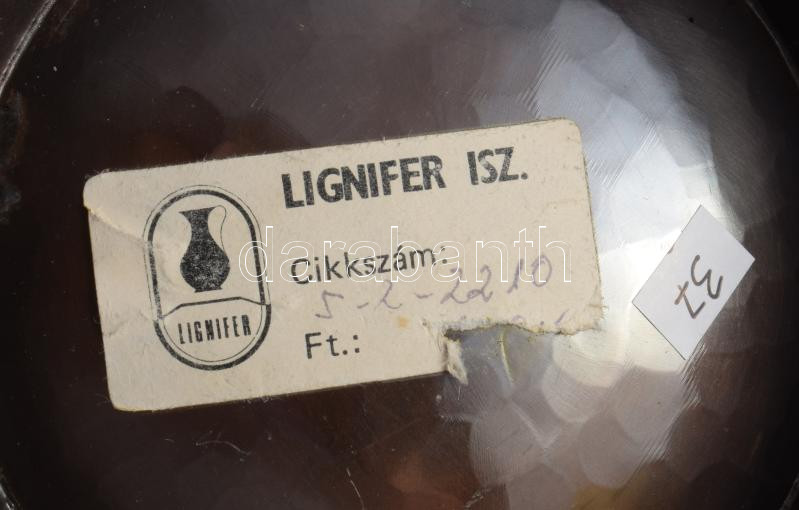 LIGNIFER ISZ.
Cikkszám:
5-2-2210
Ft.:
LIGNIFER
37
darabanth